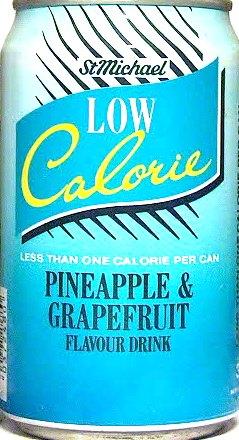 St Michael
LOW
Calorie
LESS THAN ONE CALORIE PER CAN
PINEAPPLE &
GRAPEFRUIT
FLAVOUR DRINK